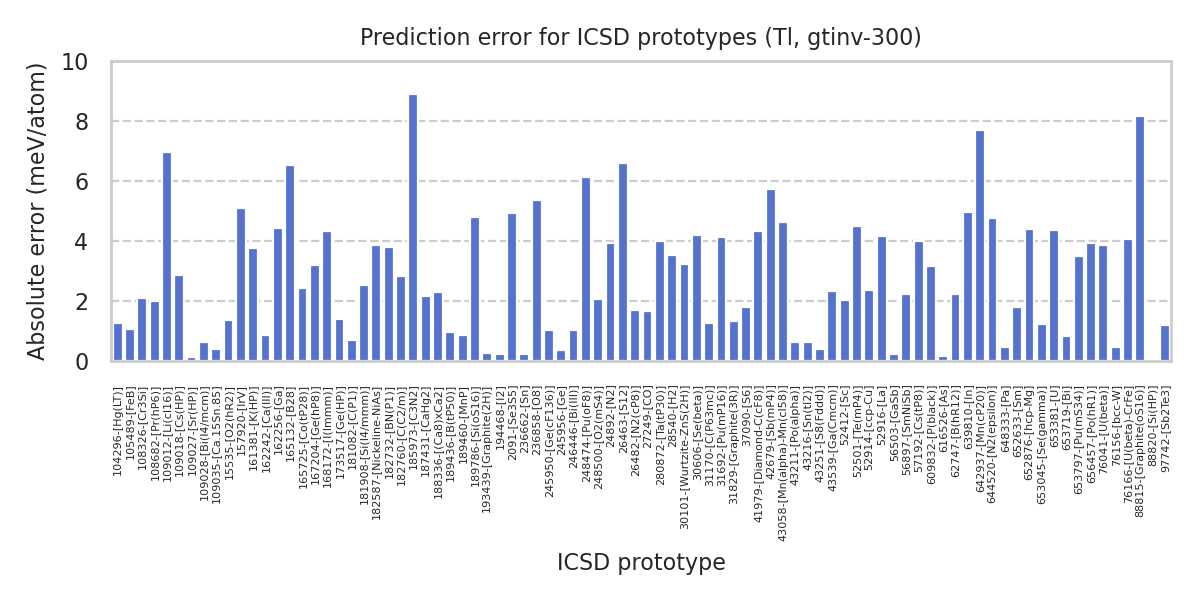 Prediction error for ICSD prototypes (Tl, gtinv-300)
Absolute error (meV/atom)
10
8
6
4
2
0
104296-[Hg(LT)]
105489-[FeB]
108326-[Cr3Si]
108682-[Pr(hP6)]
109012-[Li(cI16)]
109018-[Cs(HP)]
109027-[Sr(HP)]
109028-[Bi(I4/mcm)]
109035-[Ca.15Sn.85]
15535-[O2(hR2)]
157920-[IrV]
161381-[K(HP)]
162242-[Ca(III)]
162256-[Ga]
165132-[B28]
165725-[Co(tP28)]
167204-[Ge(hP8)]
168172-[I(Immm)]
173517-[Ge(HP)]
181082-[C(P1)]
181908-[Si(I4/mmm)]
182587-[Nickeline-NiAs]
182732-[BN(P1)]
182760-[C(C2/m)]
185973-[C3N2]
187431-[CaHg2]
188336-[(Ca8)xCa2]
189436-[B(tP50)]
189460-[MnP]
189786-[Si(oS16)]
193439-[Graphite(2H)]
194468-[I2]
2091-[Se3S5]
236662-[Sn]
236858-[O8]
245950-[Ge(cF136)]
245956-[Ge]
246446-[Bi(III)]
248474-[Pu(oF8)]
248500-[O2(mS4)]
24892-[N2]
26463-[S12]
26482-[N2(cP8)]
27249-[CO]
280872-[Ta(tP30)]
28540-[H2]
30101-[Wurtzite-ZnS(2H)]
30606-[Se(beta)]
31170-[C(P63mc)]
31692-[Pu(mP16)]
31829-[Graphite(3R)]
37090-[S6]
41979-[Diamond-C(cF8)]
42679-[Sb(mP4)]
43058-[Mn(alpha)-Mn(cI58)]
43211-[Po(alpha)]
43216-[Sn(tI2)]
43251-[S8(Fddd)]
43539-[Ga(Cmcm)]
52412-[Sc]
52501-[Te(mP4)]
52914-[fcc-Cu]
52916-[La]
56503-[GaSb]
56897-[SmNiSb]
57192-[Cs(tP8)]
609832-[P(black)]
616526-[As]
62747-[B(hR12)]
639810-[In]
642937-[Mn(cP20)]
644520-[N2(epsilon)]
648333-[Pa]
652633-[Sm]
652876-[hcp-Mg]
653045-[Se(gamma)]
653381-[U]
653719-[Bi]
653797-[Pu(mS34)]
656457-[Po(hR1)]
76041-[U(beta)]
76156-[bcc-W]
76166-[U(beta)-CrFe]
88815-[Graphite(oS16)]
88820-[Si(HP)]
97742-[Sb2Te3]
ICSD prototype